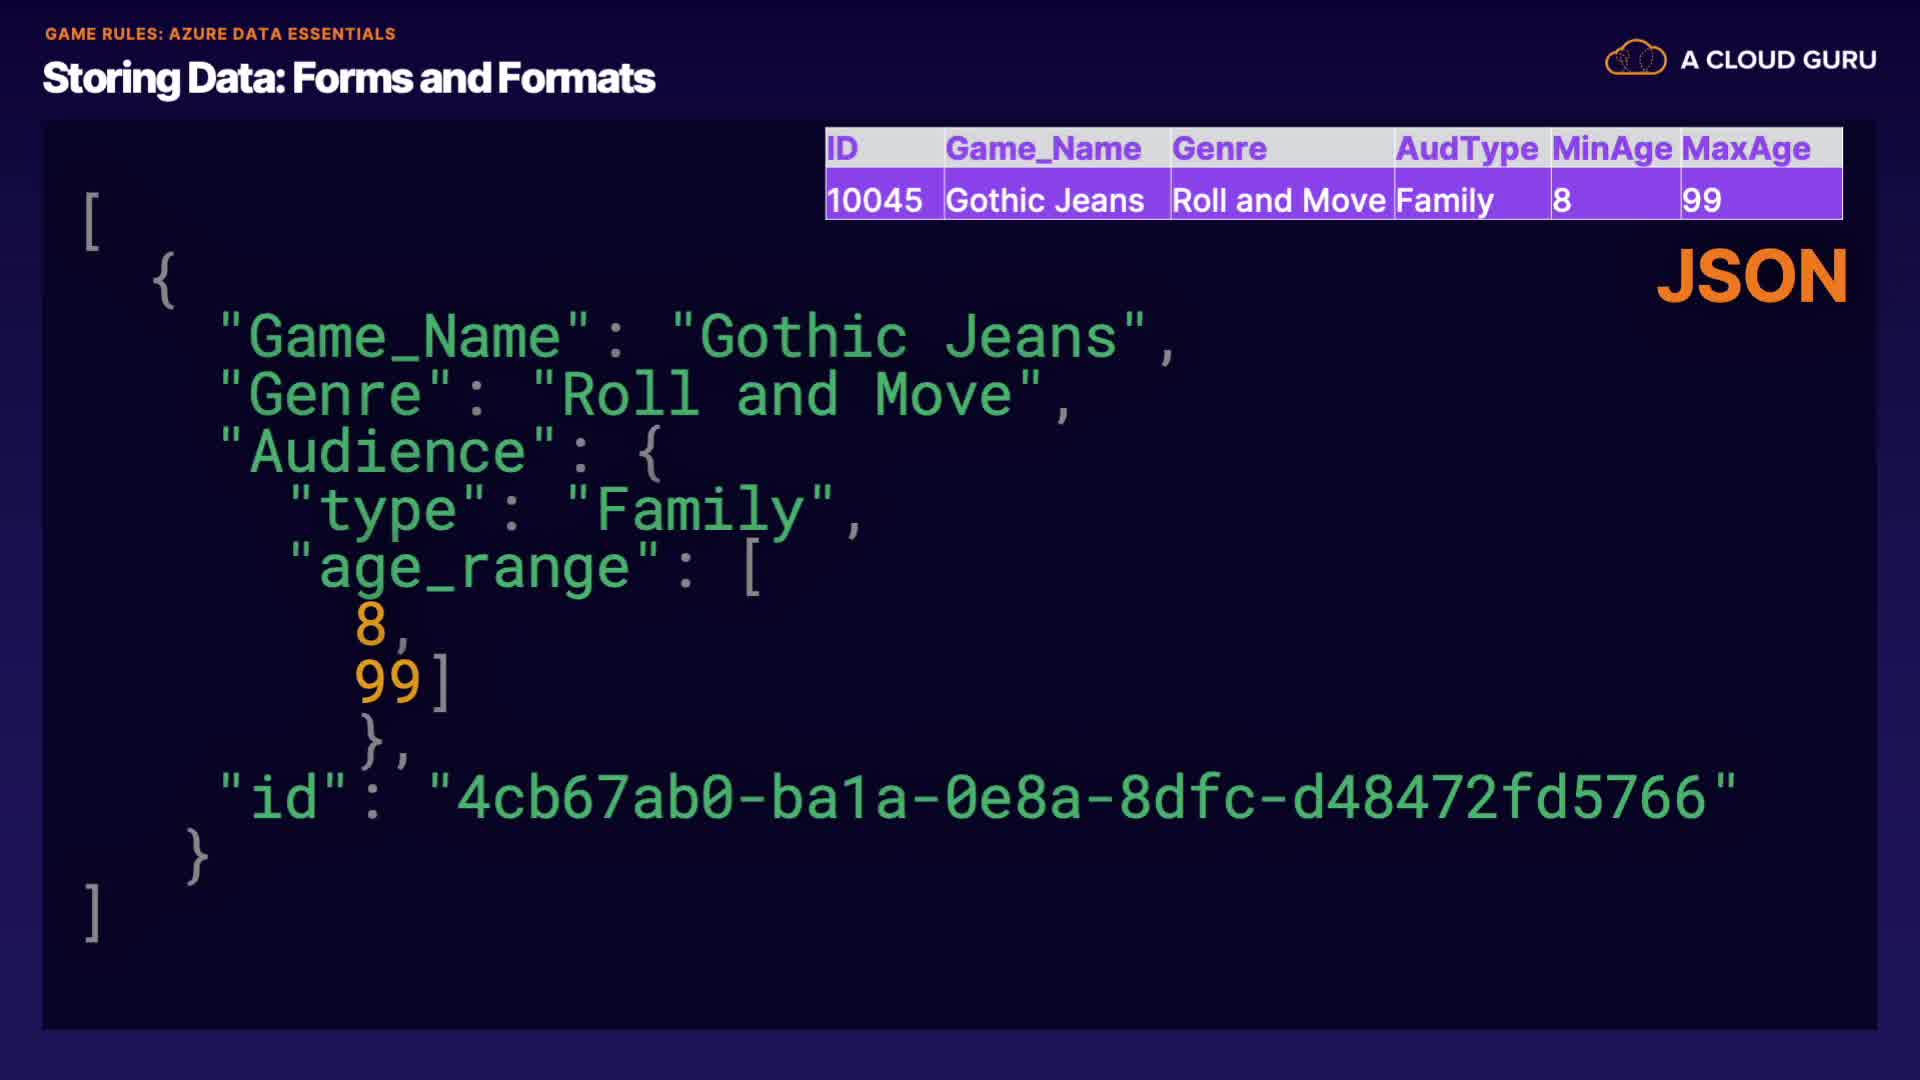 GAME RULES: AZURE DATA ESSENTIALS
Storing Data: Forms and Formats
A CLOUD GURU
ID Game_Name Genre AudType MinAge MaxAge
10045 Gothic Jeans Roll and Move Family 8 99
JSON
[
{
"Game_Name": "Gothic Jeans",
"Genre": "Roll and Move",
"Audience": {
"type": "Family",
"age_range": [
8,
99]
},
"id": "4cb67ab0-ba1a-0e8a-8dfc-d48472fd5766"
}
]